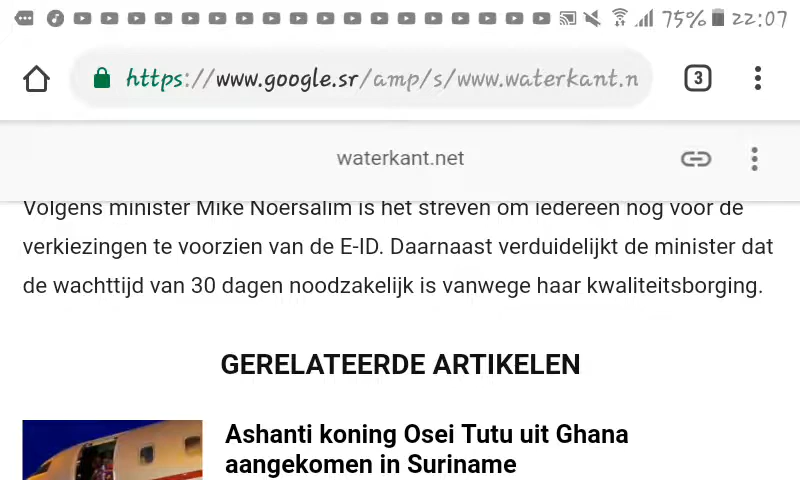 75% 22:07
https://www.google.sr/amp/s/www.waterkant.n
3
waterkant.net
Volgens minister Mike Noersalim is het streven om iedereen nog voor de
verkiezingen te voorzien van de E-ID. Daarnaast verduidelijkt de minister dat
de wachttijd van 30 dagen noodzakelijk is vanwege haar kwaliteitsborging.
GERELATEERDE ARTIKELEN
Ashanti koning Osei Tutu uit Ghana
aangekomen in Suriname